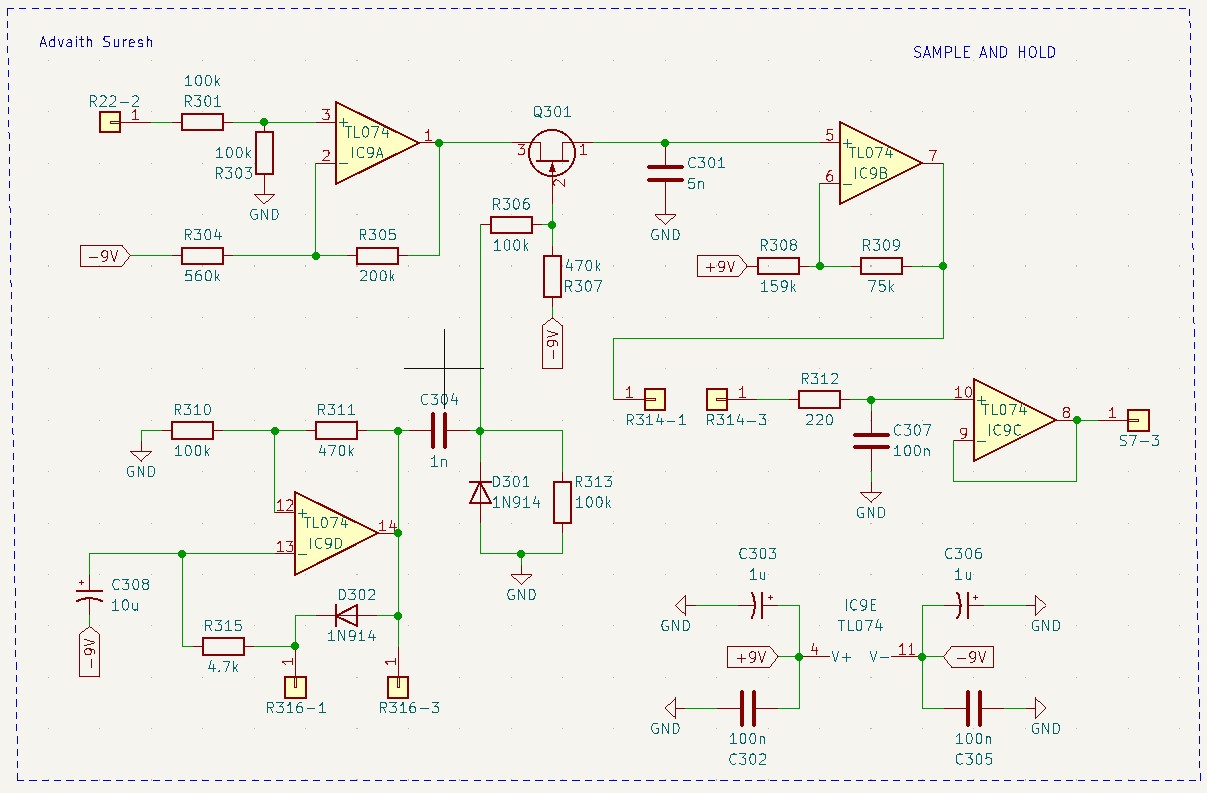 Advaith Suresh
SAMPLE AND HOLD
100k
R22-2
1
R301
3
+
TL074
IC9A
2
-
1
100k
R303
GND
-9V
R304
560k
R305
200k
Q301
3
1
2
R306
100k
470k
R307
-9V
C301
5n
GND
5
+
TL074
IC9B
6
-
7
+9V
R308
159k
R309
75k
1
R314-1
1
R314-3
R312
220
C307
100n
GND
10
+
TL074
IC9C
9
-
8
1
S7-3
R310
100k
GND
R311
470k
C304
1n
12
+
TL074
IC9D
13
-
14
D301
1N914
R313
100k
GND
+
C308
10u
-9V
R315
4.7k
D302
1N914
1
R316-1
1
R316-3
C303
1u
+
GND
+9V
4
V+
GND
100n
C302
IC9E
TL074
C306
1u
+
GND
V-
11
-9V
GND
100n
C305